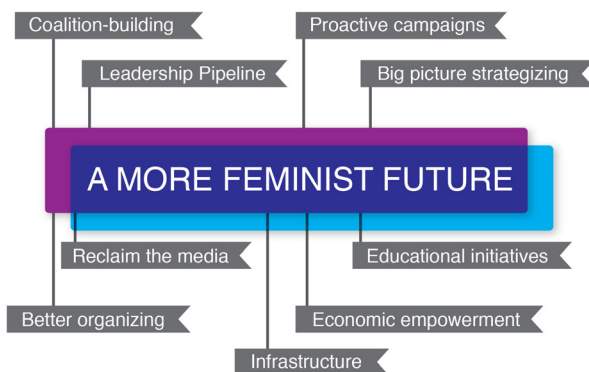 Coalition-building
Proactive campaigns
Leadership Pipeline
Big picture strategizing
A MORE FEMINIST FUTURE
Reclaim the media
Educational initiatives
Better organizing
Economic empowerment
Infrastructure